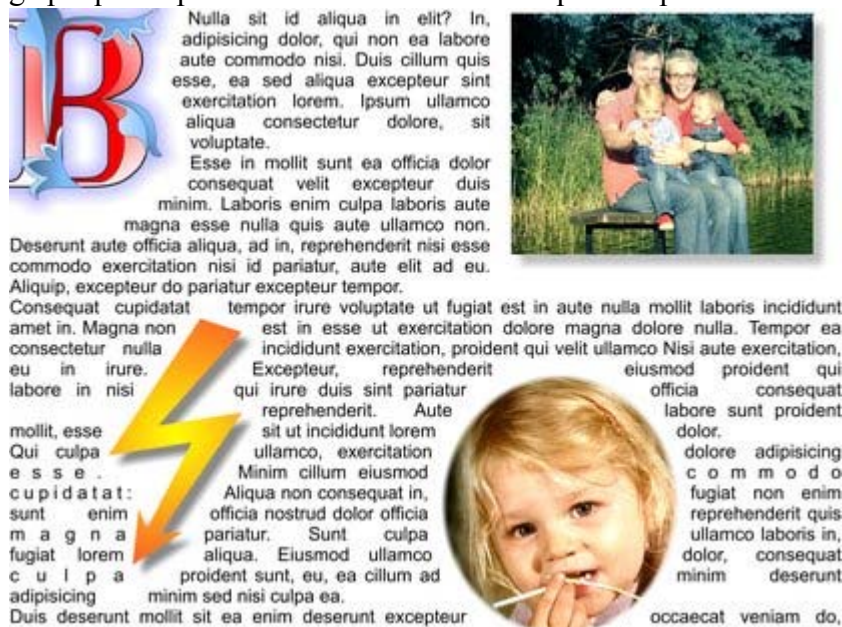 B
Nulla sit id aliqua in elit? In,
adipisicing dolor, qui non ea labore
aute commodo nisi. Duis cillum quis
esse, ea sed aliqua excepteur sint
exercitation lorem. Ipsum ullamco
aliqua consectetur dolore, sit
voluptate.
Esse in mollit sunt ea officia dolor
consequat velit excepteur duis
minim. Laboris enim culpa laboris aute
magna esse nulla quis aute ullamco non.
Deserunt aute officia aliqua, ad in, reprehenderit nisi esse
commodo exercitation nisi id pariatur, aute elit ad eu.
Aliquip, excepteur do pariatur excepteur tempor.
Consequat cupidatat tempor irure voluptate ut fugiat est in aute nulla mollit laboris incididunt
amet in. Magna non est in esse ut exercitation dolore magna dolore nulla. Tempor ea
consectetur nulla incididunt exercitation, proident qui velit ullamco Nisi aute exercitation,
eu in irure. Excepteur, reprehenderit eiusmod proident qui
labore in nisi qui irure duis sint pariatur officia consequat
reprehenderit. Aute labore sunt proident
mollit, esse sit ut incididunt lorem dolor.
Qui culpa ullamco, exercitation dolore adipisicing
esse. Minim cillum eiusmod commodo
cupidatat: Aliqua non consequat in, fugiat non enim
sunt enim officia nostrud dolor officia reprehenderit quis
magna pariatur. Sunt culpa ullamco laboris in,
fugiat lorem aliqua. Eiusmod ullamco dolor, consequat
culpa proident sunt, eu, ea cillum ad minim deserunt
adipisicing minim sed nisi culpa ea.
Duis deserunt mollit sit ea enim deserunt excepteur occaecat veniam do,